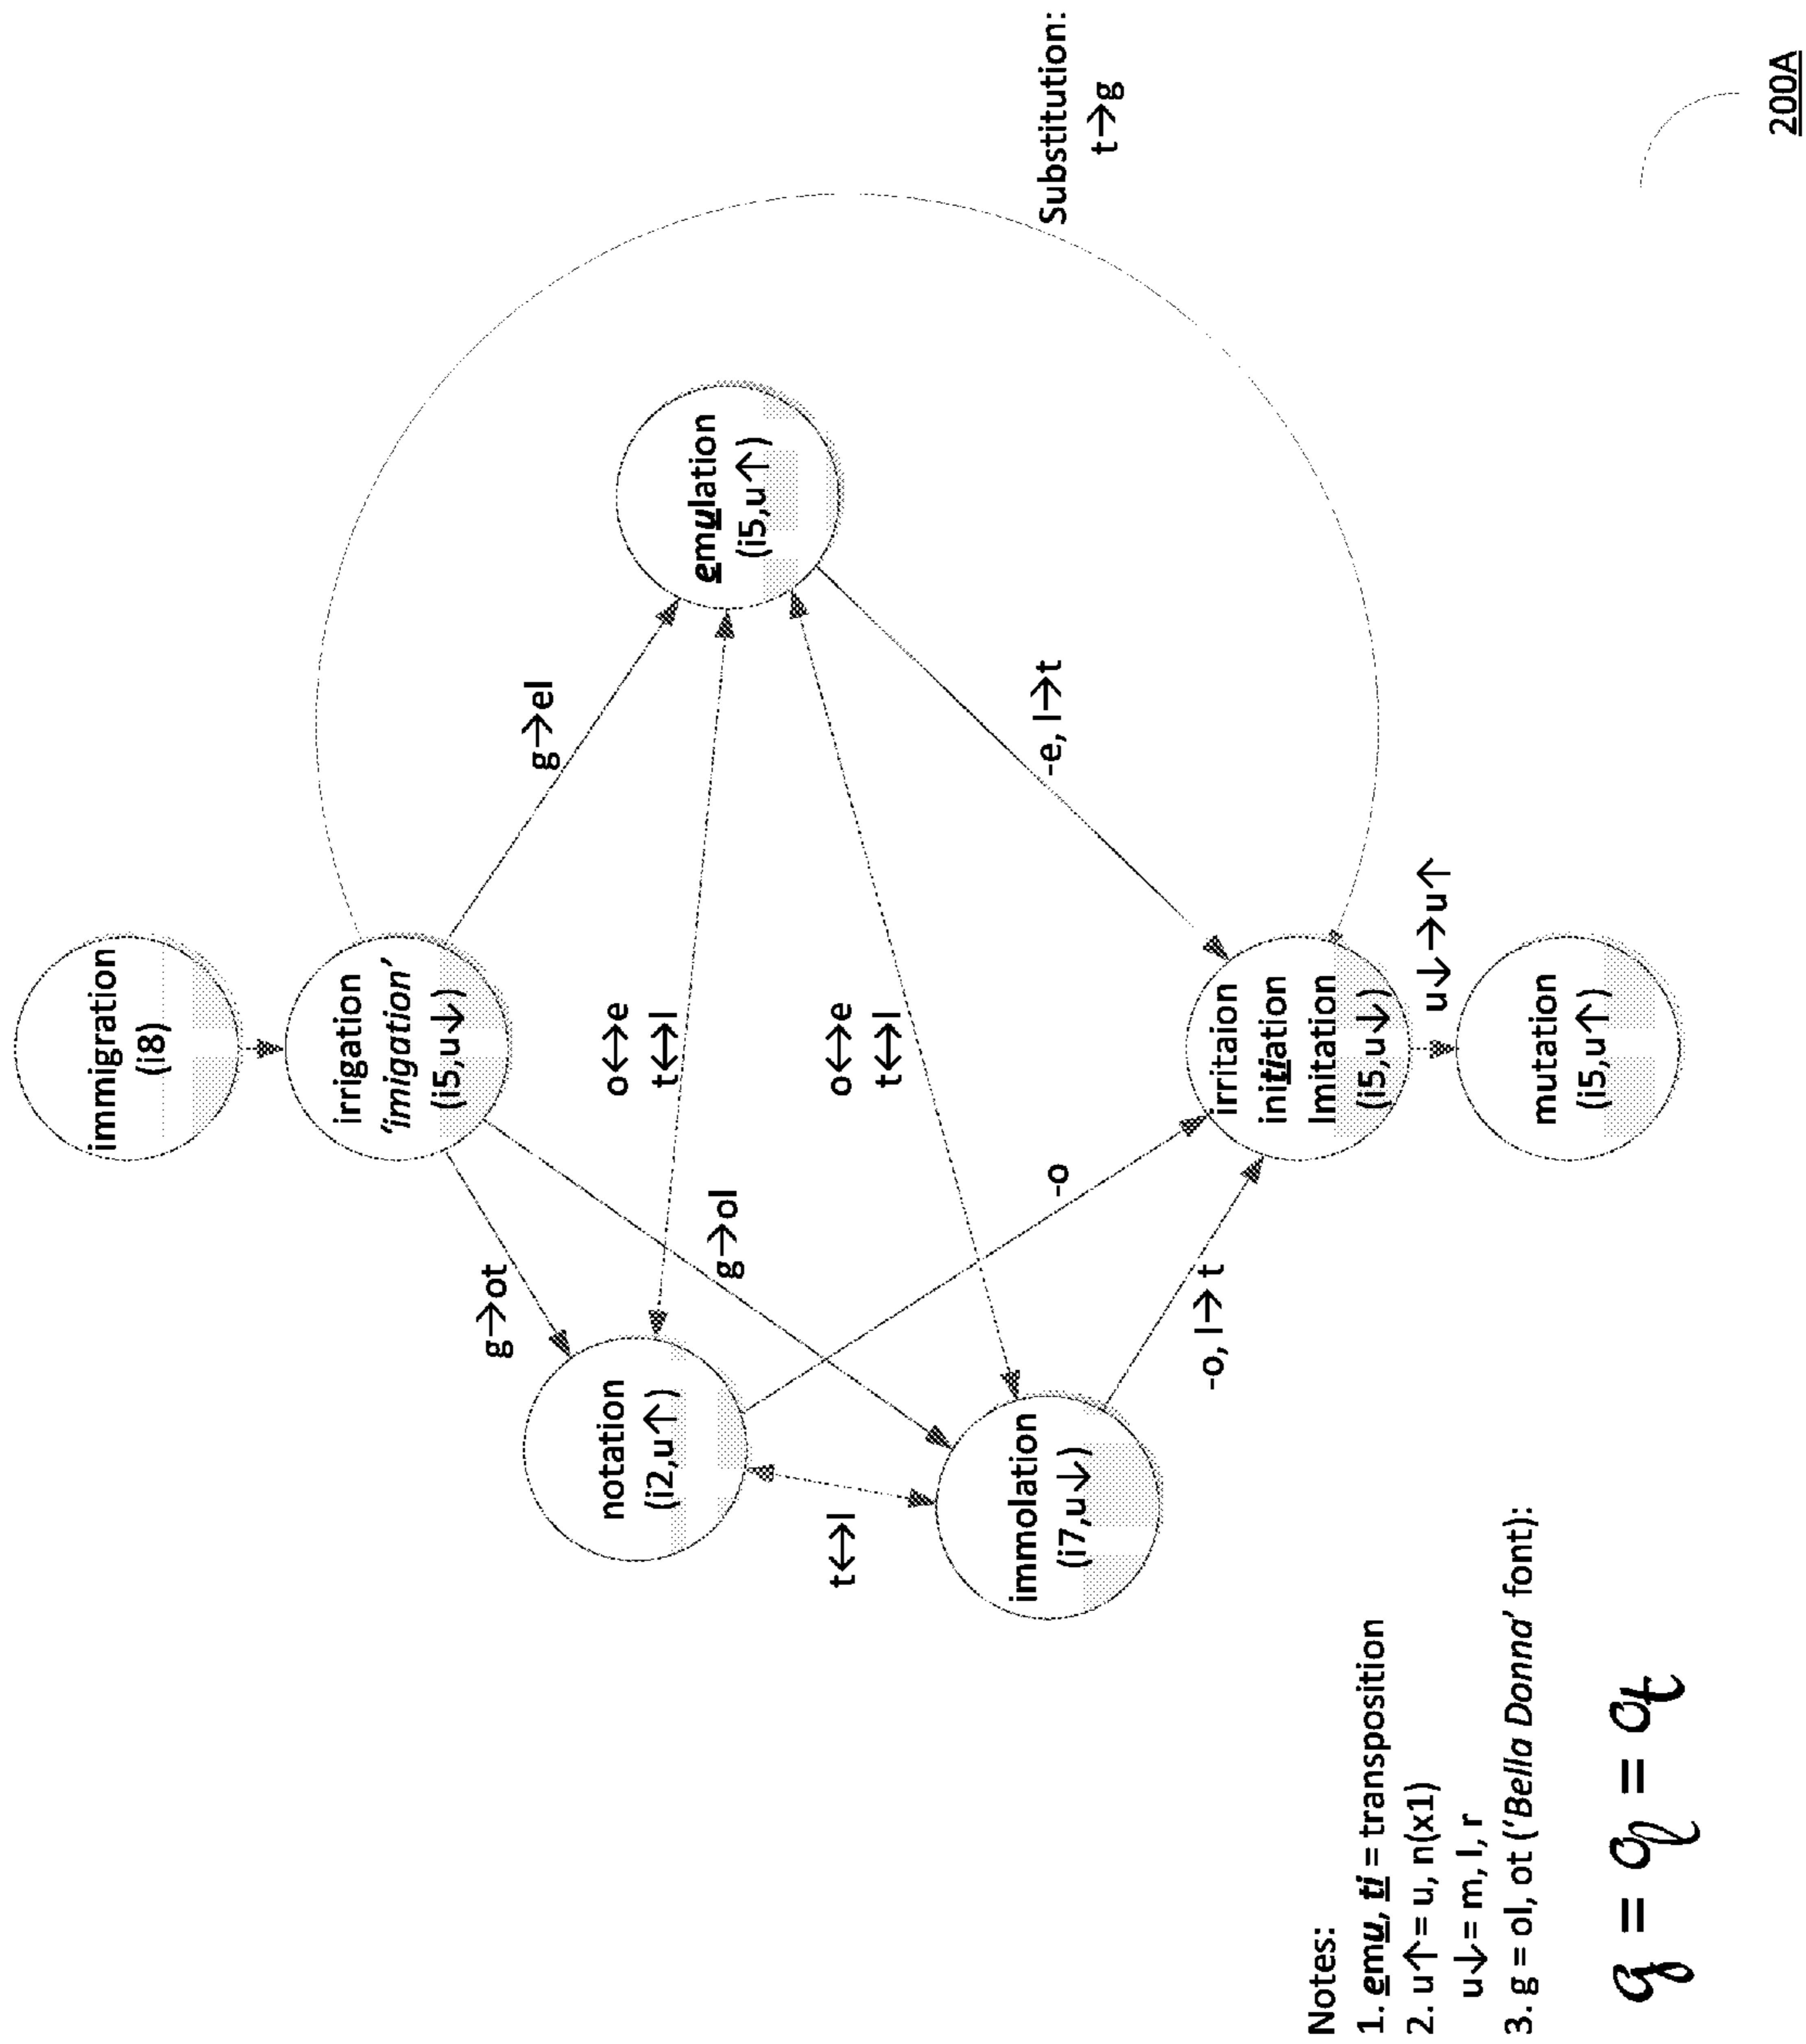 immigration
(i8)
irrigation
‘imigation’
(i5,u↓)
g→ot
g→el
notation
(i2,u↑)
o↔e
t↔l
emulation
(i5,u↑)
g→ol
t↔l
o↔e
t↔l
immolation
(i7,u↓)
-o
-e, l→t
Substitution:
t→g
-o, l→t
irritaion
initiation
Imitation
(i5,u↓)
u↓→u↑
mutation
(i5,u↑)
Notes:
1. emu, ti = transposition
2. u↑= u, n(x1)
u↓= m, l, r
3. g = ol, ot (‘Bella Donna’ font):
g = ol = ot
200A